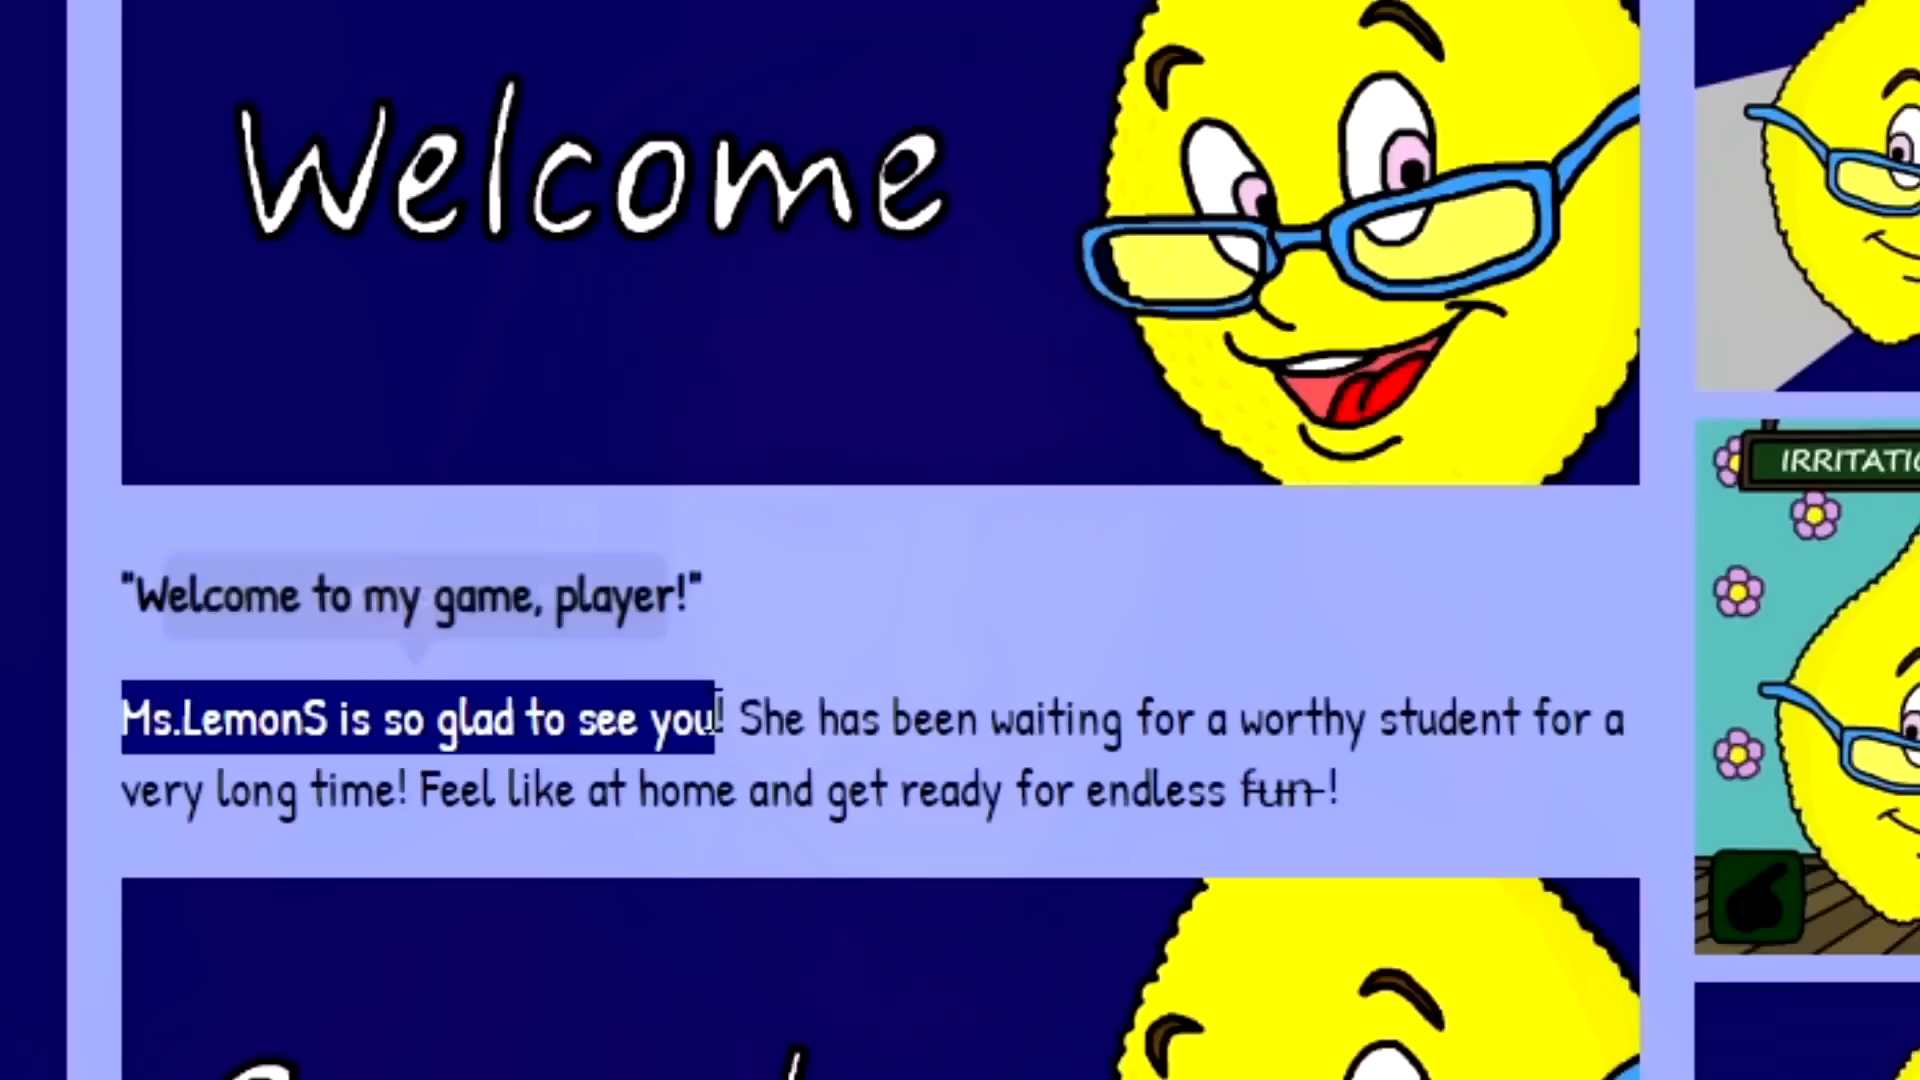 Welcome
"Welcome to my game, player!"
Ms.LemonS is so glad to see you! She has been waiting for a worthy student for a
very long time! Feel like at home and get ready for endless fun !